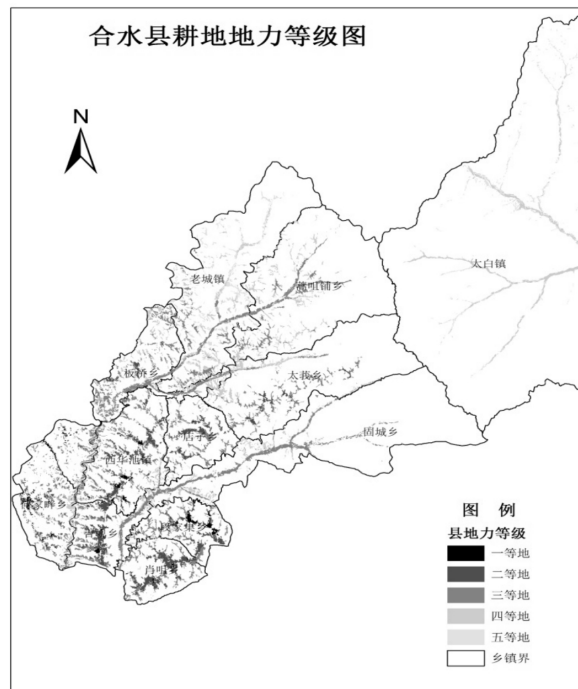 合水县耕地地力等级图
N
太白镇
老城镇
蒿咀铺乡
板桥乡
太莪乡
固城乡
店子乡
西华池镇
肖咀乡
图 例
县地力等级
一等地
二等地
三等地
四等地
五等地
乡镇界